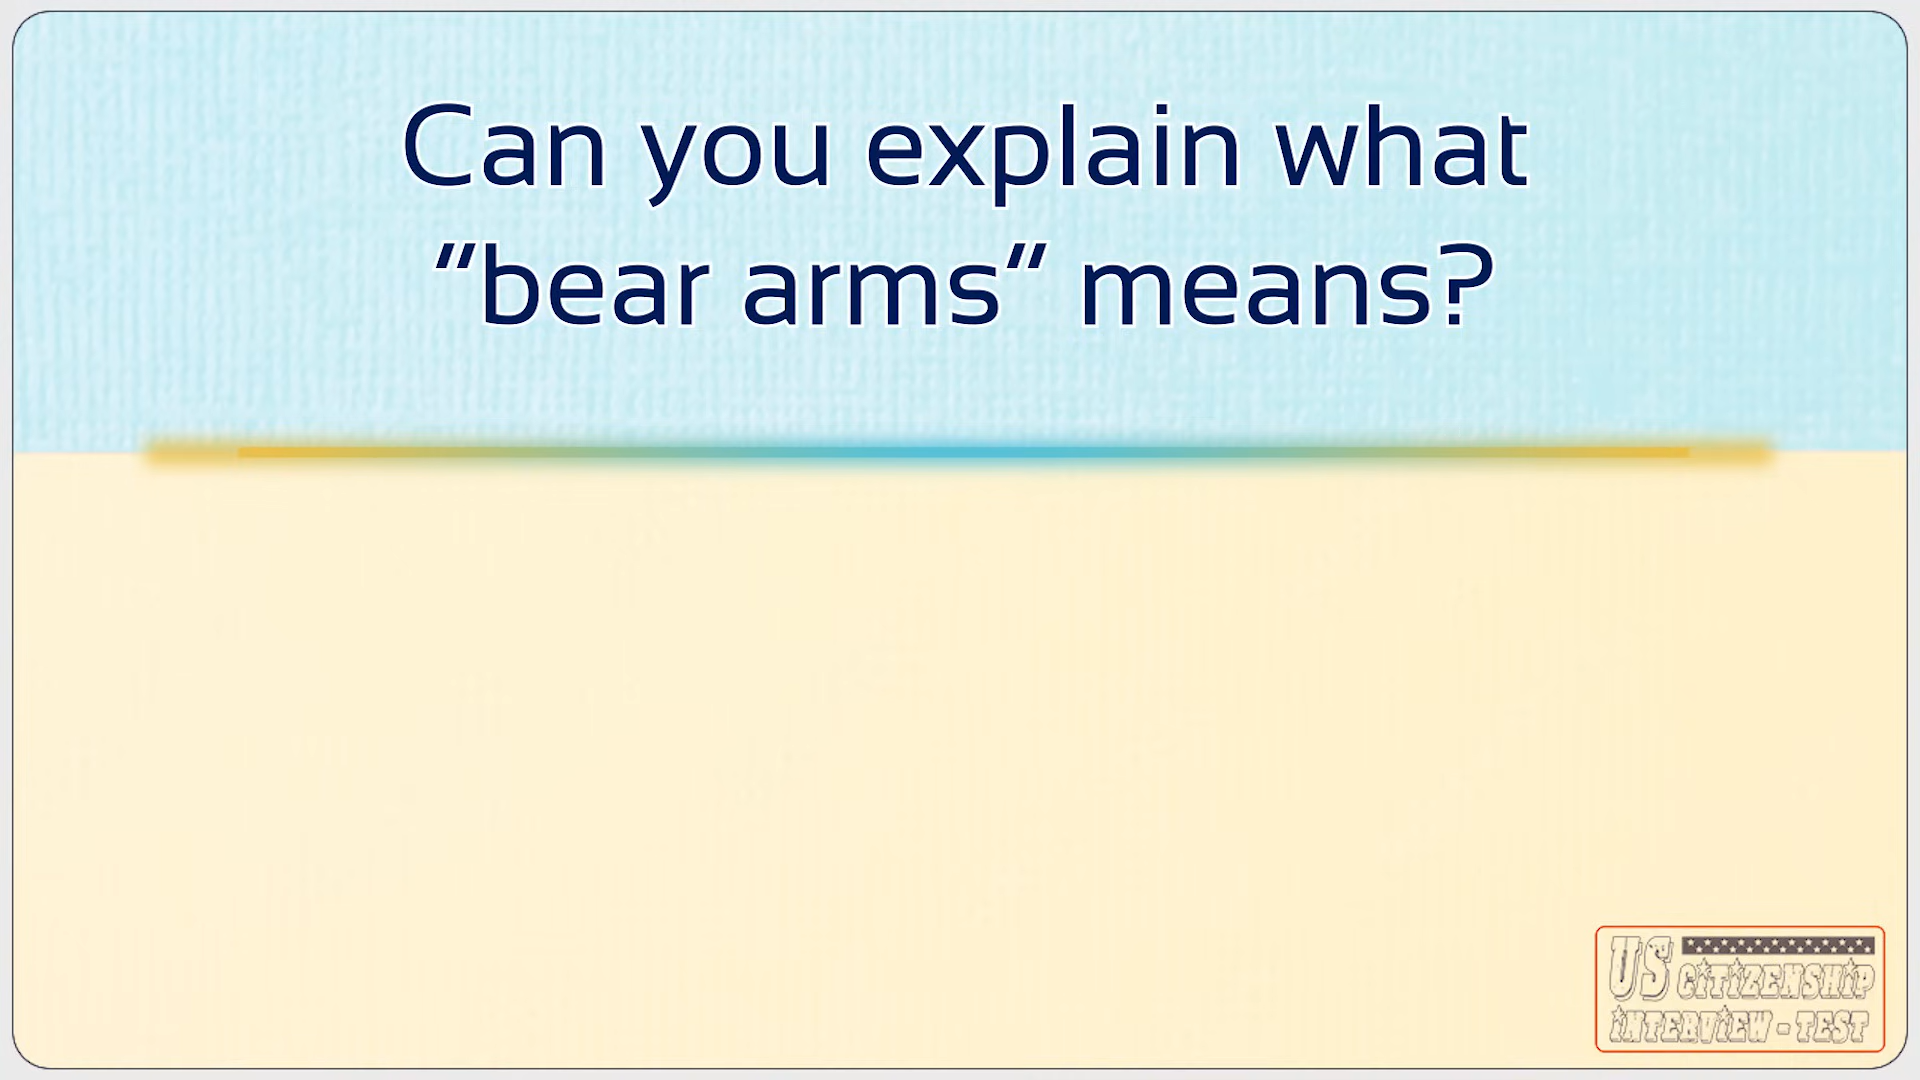 Can you explain what
"bear arms" means?
US CITIZENSHIP
INTERVIEW - TEST